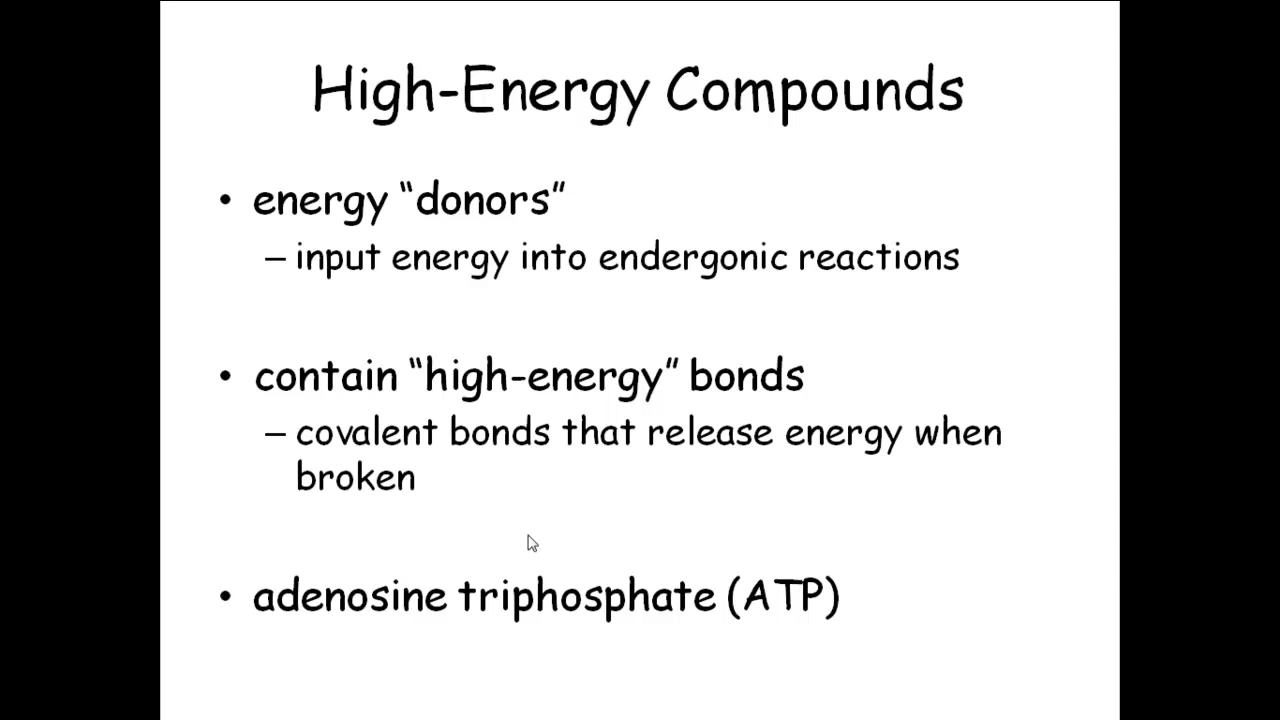 High-Energy Compounds
• energy “donors”
– input energy into endergonic reactions
• contain “high-energy” bonds
– covalent bonds that release energy when
broken
• adenosine triphosphate (ATP)